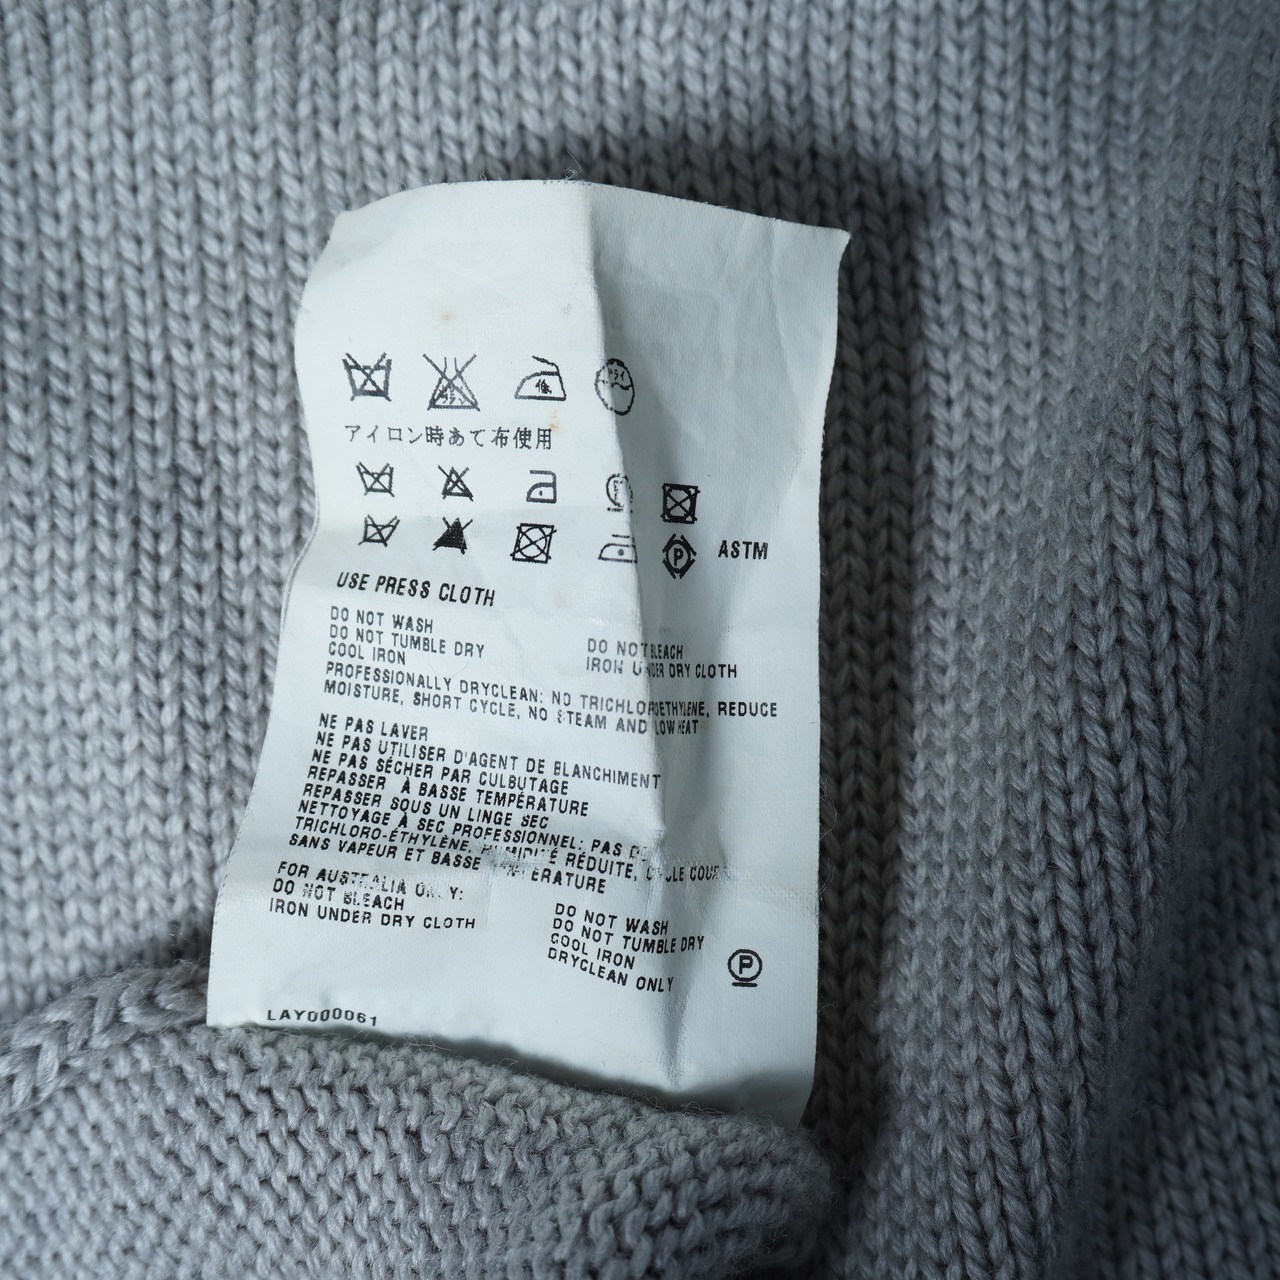 アイロン時あて布使用
ASTM
USE PRESS CLOTH
DO NOT WASH
DO NOT TUMBLE DRY DO NOT BLEACH
COOL IRON IRON UNDER DRY CLOTH
PROFESSIONALLY DRYCLEAN: NO TRICHLOROETHYLENE, REDUCE
MOISTURE, SHORT CYCLE, NO STEAM AND LOW HEAT
NE PAS LAVER
NE PAS UTILISER D'AGENT DE BLANCHIMENT
NE PAS SÉCHER PAR CULBUTAGE
REPASSER À BASSE TEMPÉRATURE
REPASSER SOUS UN LINGE SEC
NETTOYAGE À SEC PROFESSIONNEL: PAS DE
TRICHLORO-ÉTHYLÈNE, HUMIDITÉ RÉDUITE, CYCLE COURT
SANS VAPEUR ET BASSE TEMPÉRATURE
FOR AUSTRALIA ONLY:
DO NOT BLEACH
IRON UNDER DRY CLOTH
DO NOT WASH
DO NOT TUMBLE DRY
COOL IRON
DRYCLEAN ONLY
P
LAY000061